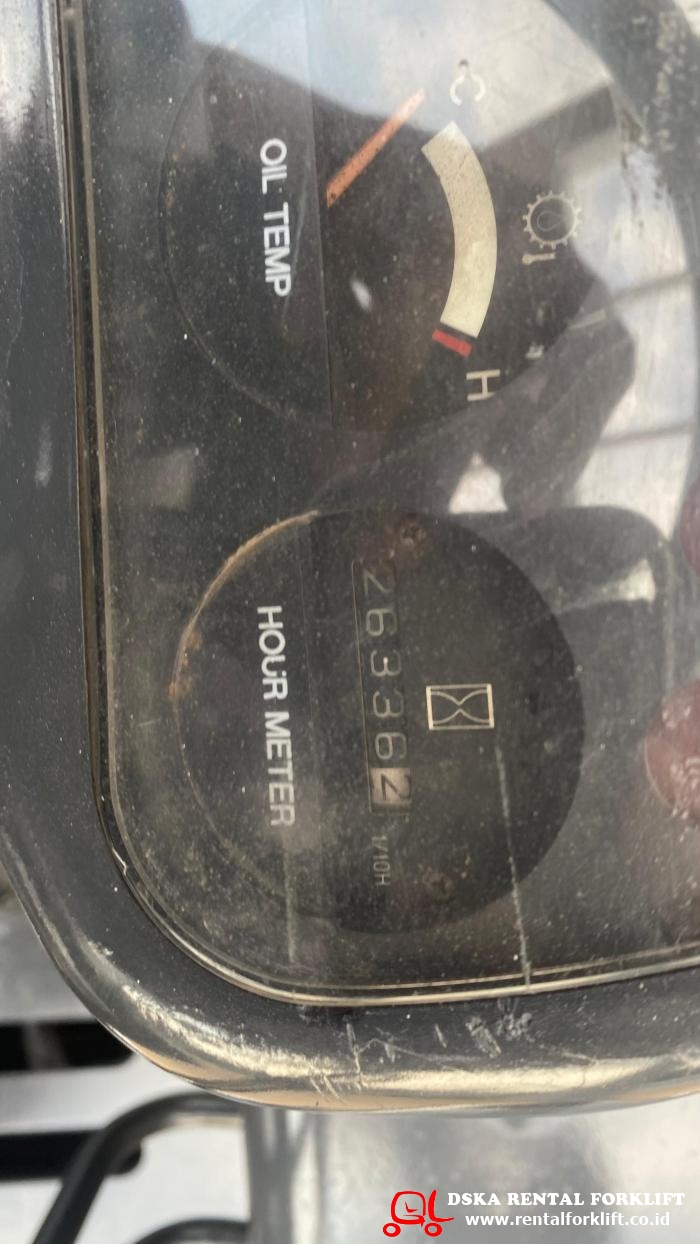 C
H
OIL TEMP
263362
1/10H
HOUR METER
DSKA RENTAL FORKLIFT
www.rentalforklift.co.id